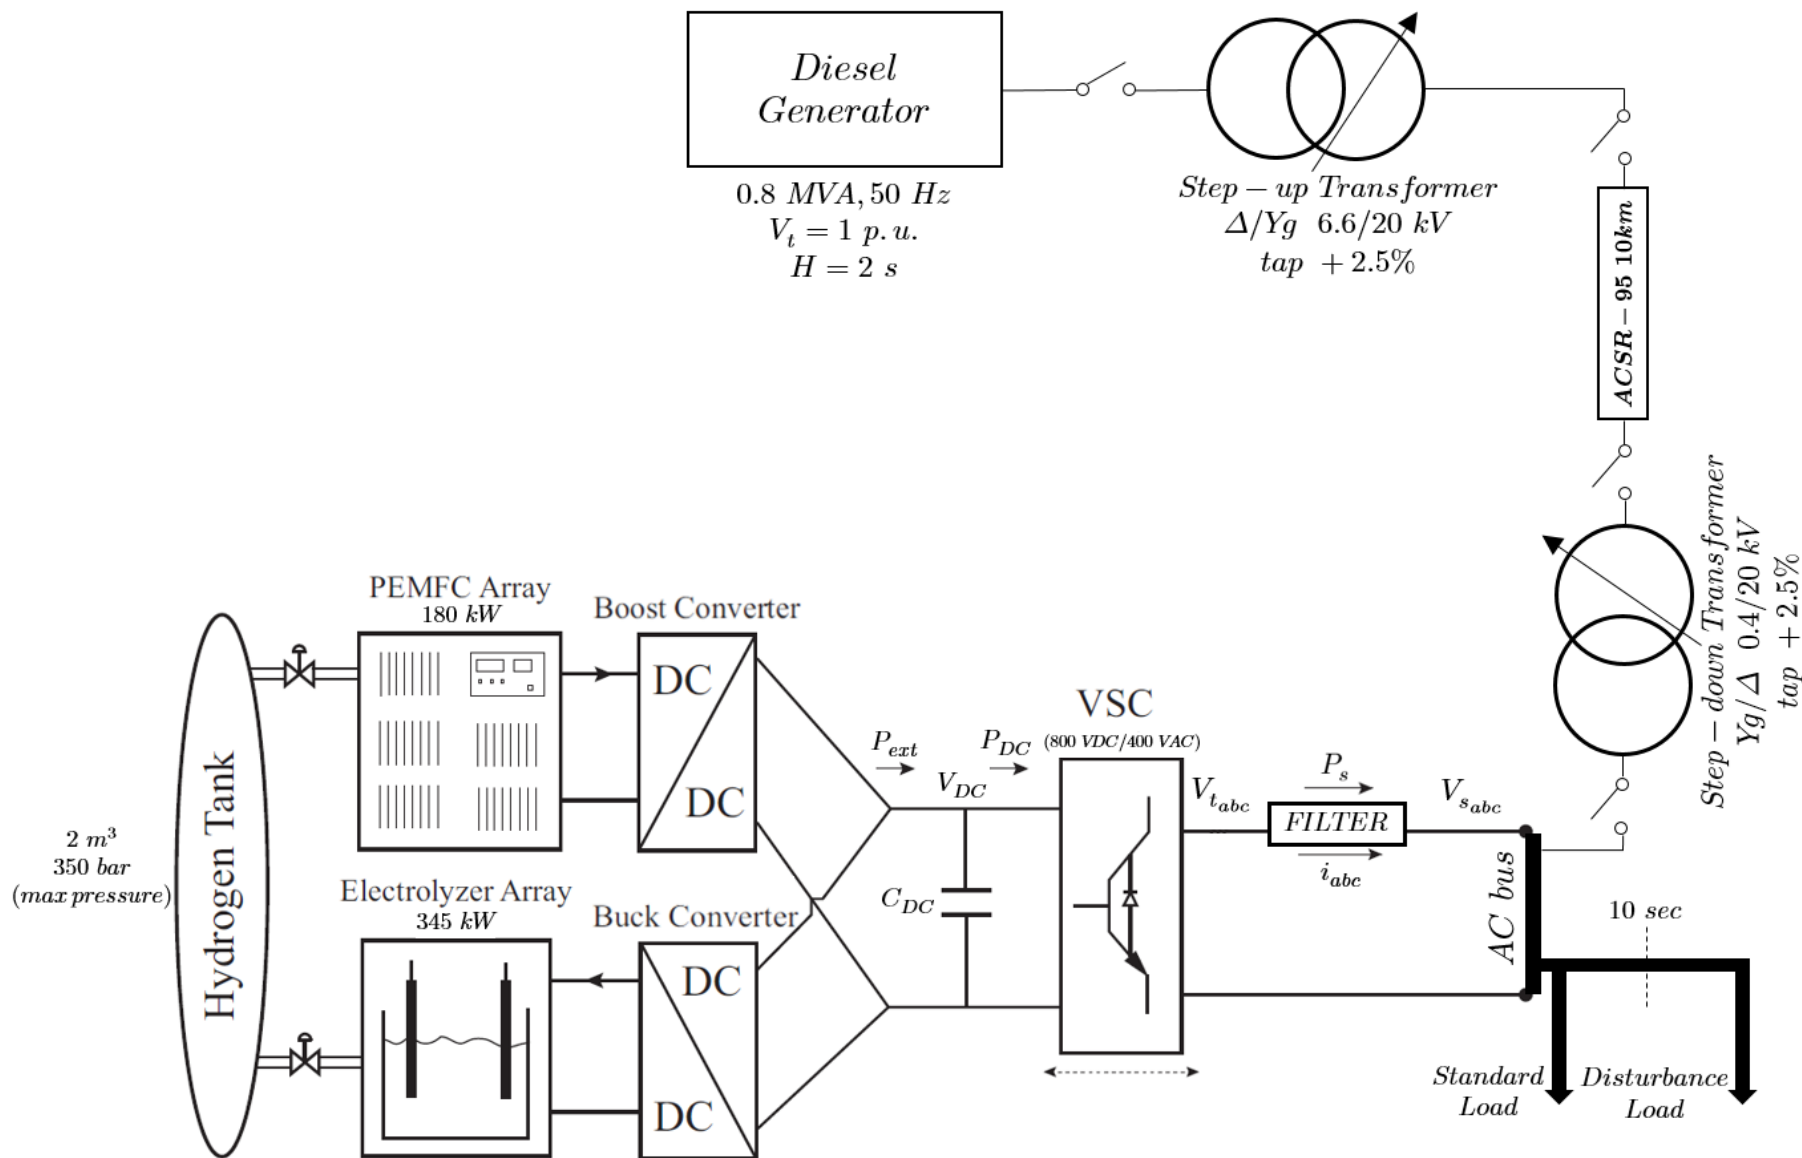 Diesel
Generator
0.8 MVA, 50 Hz
V_t = 1 p.u.
H = 2 s
Step − up Transformer
Δ/Yg 6.6/20 kV
tap + 2.5%
ACSR − 95 10km
Step − down Transformer
Yg/Δ 0.4/20 kV
tap + 2.5%
PEMFC Array
180 kW
Boost Converter
DC
DC
Hydrogen Tank
2 m³
350 bar
(max pressure)
Electrolyzer Array
345 kW
Buck Converter
DC
DC
P_ext
P_DC
V_DC
C_DC
VSC
(800 VDC/400 VAC)
V_t_abc
P_s
FILTER
i_abc
V_s_abc
AC bus
10 sec
Standard
Load
Disturbance
Load